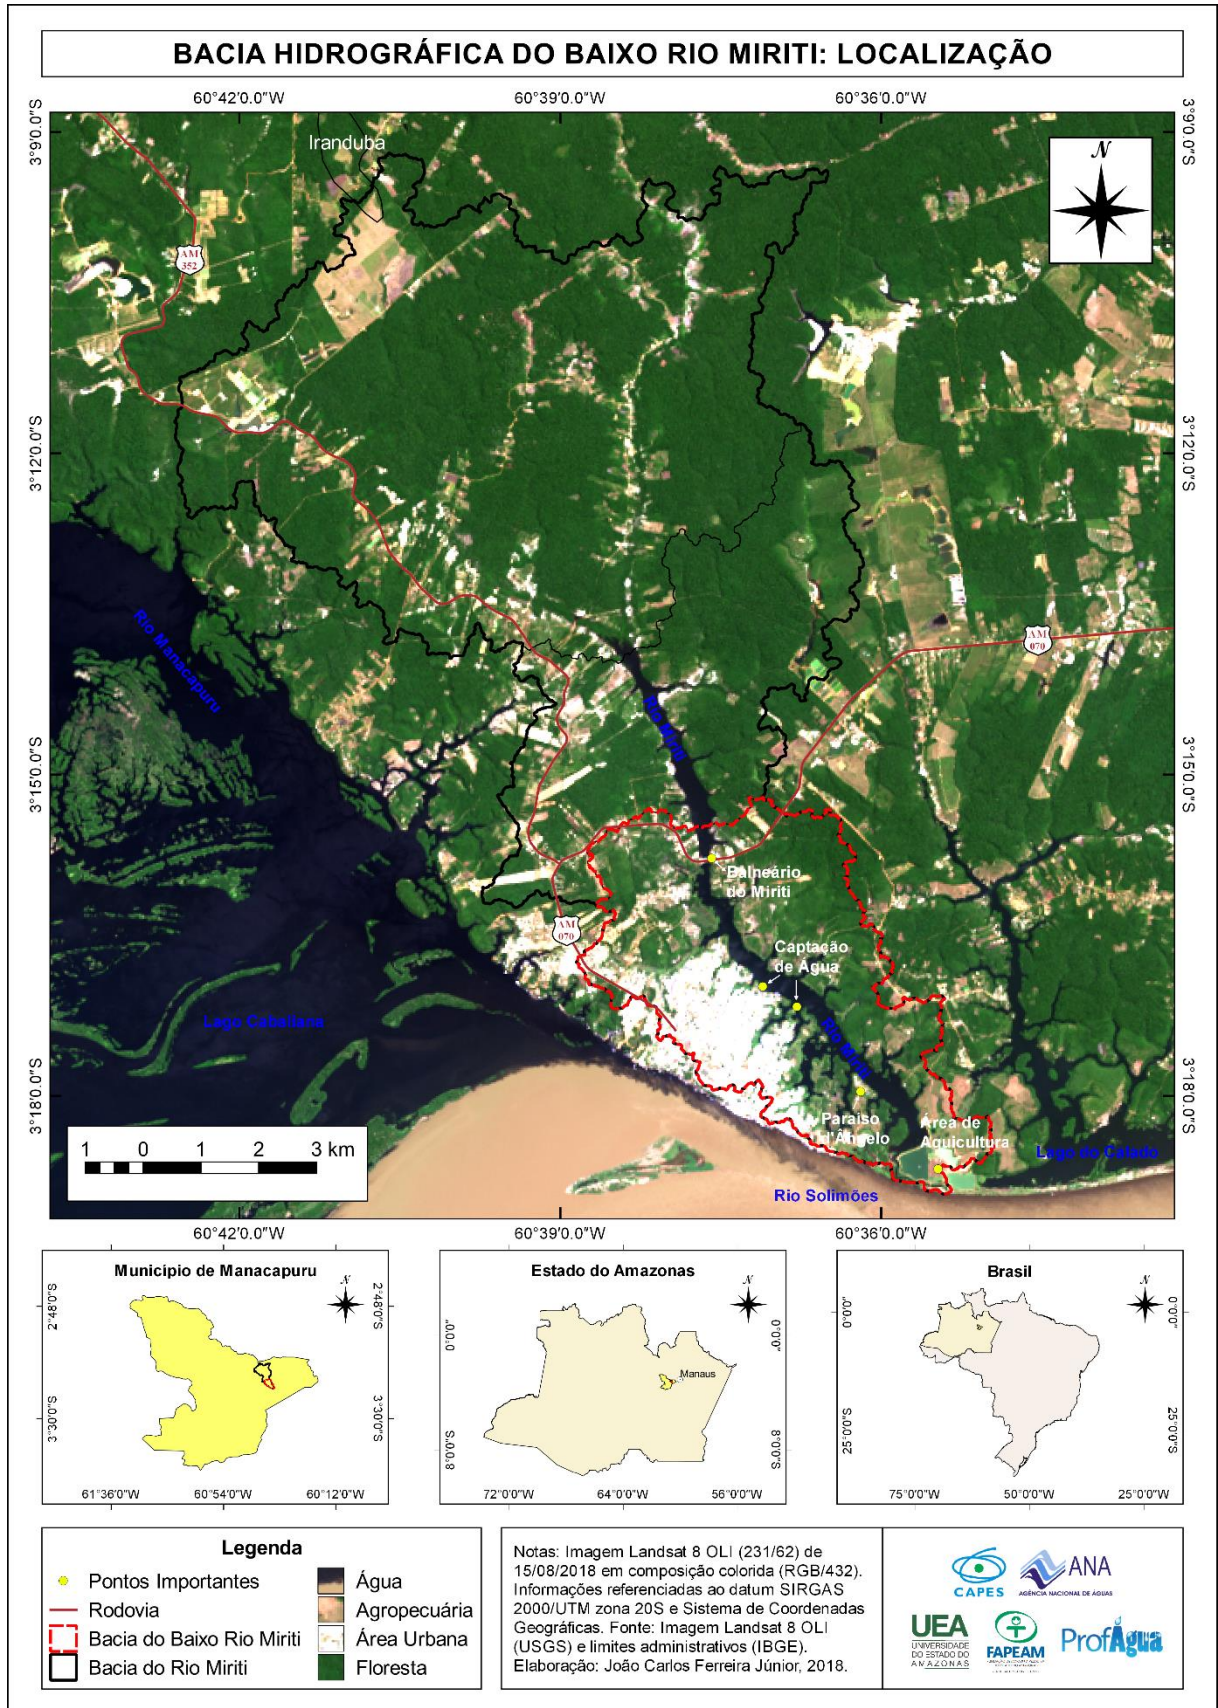 BACIA HIDROGRÁFICA DO BAIXO RIO MIRITI: LOCALIZAÇÃO
60°42'0.0"W
60°39'0.0"W
60°36'0.0"W
3°9'0.0"S
3°9'0.0"S
Iranduba
N
AM
352
3°12'0.0"S
3°12'0.0"S
Rio Manacapuru
AM
070
Rio Miriti
3°15'0.0"S
3°15'0.0"S
Balneário
do Miriti
AM
070
Captação
de Água
Lago Cabaliana
Rio Miriti
3°18'0.0"S
3°18'0.0"S
Paraíso
d'Ângelo
Área de
Aquicultura
Lago do Calado
1 0 1 2 3 km
Rio Solimões
60°42'0.0"W
60°39'0.0"W
60°36'0.0"W
Município de Manacapuru
N
2°48'0"S
2°48'0"S
3°30'0"S
3°30'0"S
61°36'0"W
60°54'0"W
60°12'0"W
Estado do Amazonas
N
0°0'0"
0°0'0"
Manaus
8°0'0"S
8°0'0"S
72°0'0"W
64°0'0"W
56°0'0"W
Brasil
N
0°0'0"
0°0'0"
25°0'0"S
25°0'0"S
75°0'0"W
50°0'0"W
25°0'0"W
Legenda
Pontos Importantes
Rodovia
Bacia do Baixo Rio Miriti
Bacia do Rio Miriti
Água
Agropecuária
Área Urbana
Floresta
Notas: Imagem Landsat 8 OLI (231/62) de
15/08/2018 em composição colorida (RGB/432).
Informações referenciadas ao datum SIRGAS
2000/UTM zona 20S e Sistema de Coordenadas
Geográficas. Fonte: Imagem Landsat 8 OLI
(USGS) e limites administrativos (IBGE).
Elaboração: João Carlos Ferreira Júnior, 2018.
CAPES
ANA
AGÊNCIA NACIONAL DE ÁGUAS
UEA
UNIVERSIDADE
DO ESTADO DO
AMAZONAS
FAPEAM
ProfÁgua